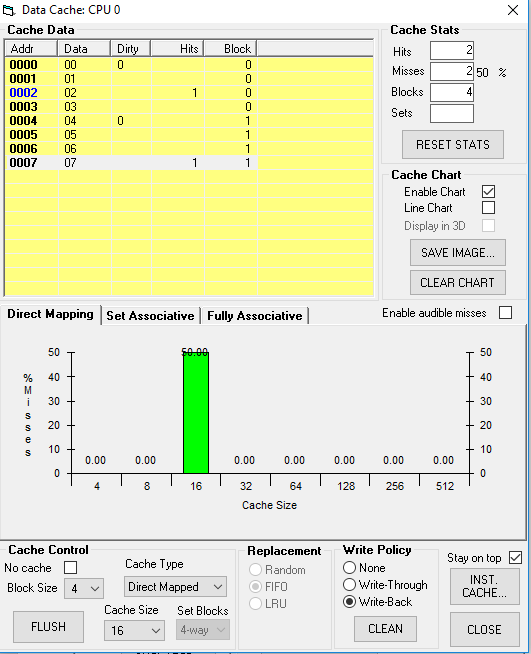 Data Cache: CPU 0
Cache Data
Addr Data Dirty Hits Block
0000 00 0 0
0001 01 0
0002 02 1 0
0003 03 0
0004 04 0 1
0005 05 1
0006 06 1
0007 07 1 1
Cache Stats
Hits 2
Misses 2 50 %
Blocks 4
Sets
RESET STATS
Cache Chart
Enable Chart
Line Chart
Display in 3D
SAVE IMAGE...
CLEAR CHART
Direct Mapping Set Associative Fully Associative
Enable audible misses
50 50.00 50
40 40
30 30
20 20
10 10
0.00 0.00 0.00 0.00 0.00 0.00 0.00
0 0
%Misses
4 8 16 32 64 128 256 512
Cache Size
Cache Control
No cache
Block Size 4
FLUSH
Cache Type
Direct Mapped
Cache Size Set Blocks
16 4-way
Replacement
Random
FIFO
LRU
Write Policy
None
Write-Through
Write-Back
CLEAN
Stay on top
INST.
CACHE...
CLOSE